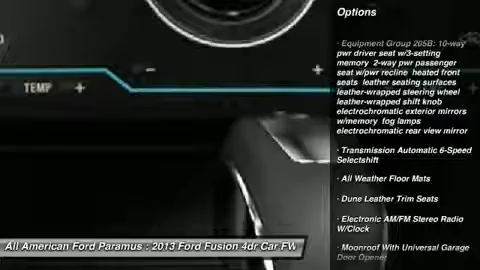 Options
· Equipment Group 205B: 10-way
pwr driver seat w/3-setting
memory 2-way pwr passenger
seat w/pwr recline heated front
seats leather seating surfaces
leather-wrapped steering wheel
leather-wrapped shift knob
electrochromatic exterior mirrors
w/memory fog lamps
electrochromatic rear view mirror
· Transmission Automatic 6-Speed
Selectshift
· All Weather Floor Mats
· Dune Leather Trim Seats
· Electronic AM/FM Stereo Radio
W/Clock
· Moonroof With Universal Garage
Door Opener
− +
TEMP +
All American Ford Paramus : 2013 Ford Fusion 4dr Car FW